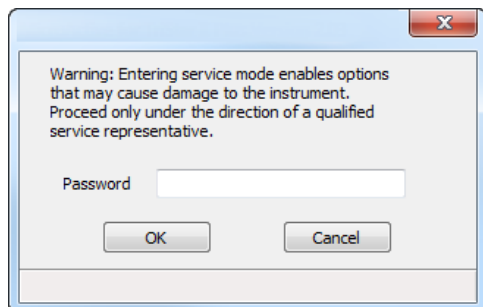 Warning: Entering service mode enables options
that may cause damage to the instrument.
Proceed only under the direction of a qualified
service representative.
Password
OK
Cancel